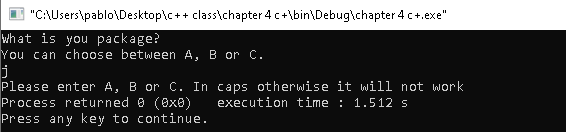 "C:\Users\pablo\Desktop\c++ class\chapter 4 c+\bin\Debug\chapter 4 c+.exe"
What is you package?
You can choose between A, B or C.
j
Please enter A, B or C. In caps otherwise it will not work
Process returned 0 (0x0)   execution time : 1.512 s
Press any key to continue.